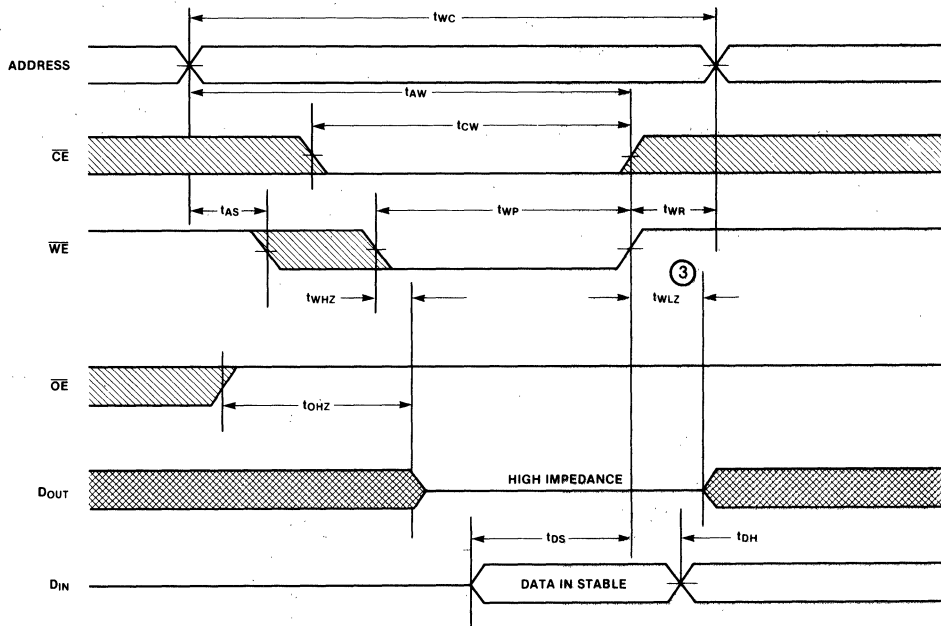 tWC
ADDRESS
tAW
tCW
CE
tAS
tWP
tWR
WE
3
tWHZ
tWLZ
OE
tOHZ
DOUT
HIGH IMPEDANCE
tDS
tDH
DIN
DATA IN STABLE